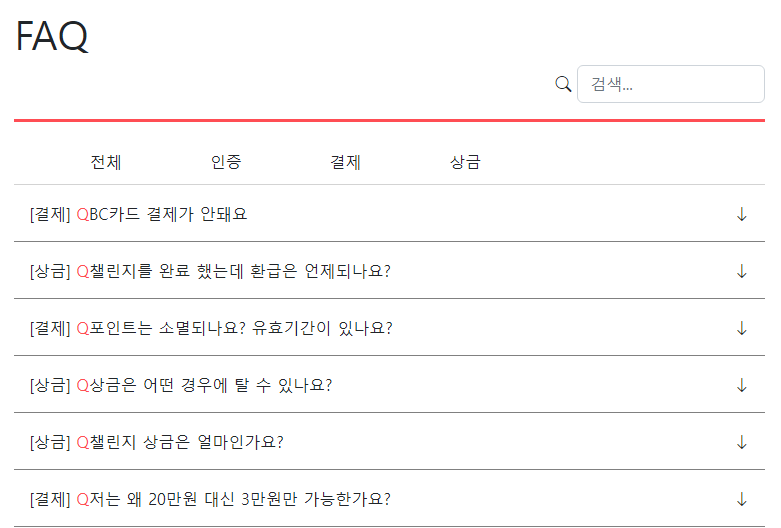 FAQ
검색...
전체 인증 결제 상금
[결제] QBC카드 결제가 안돼요
[상금] Q챌린지를 완료 했는데 환급은 언제되나요?
[결제] Q포인트는 소멸되나요? 유효기간이 있나요?
[상금] Q상금은 어떤 경우에 탈 수 있나요?
[상금] Q챌린지 상금은 얼마인가요?
[결제] Q저는 왜 20만원 대신 3만원만 가능한가요?